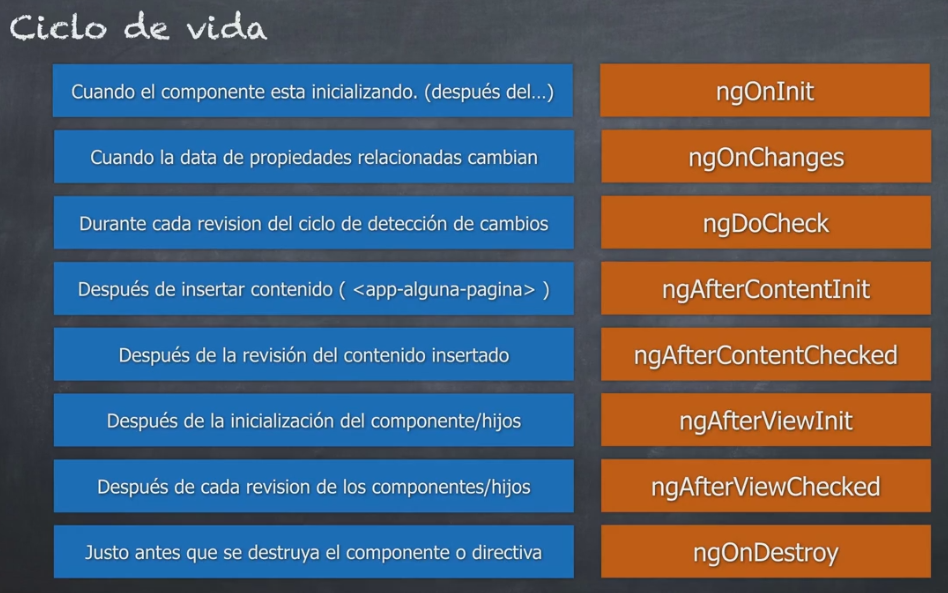 Ciclo de vida
Cuando el componente esta inicializando. (después del...) ngOnInit
Cuando la data de propiedades relacionadas cambian ngOnChanges
Durante cada revision del ciclo de detección de cambios ngDoCheck
Después de insertar contenido ( <app-alguna-pagina> ) ngAfterContentInit
Después de la revisión del contenido insertado ngAfterContentChecked
Después de la inicialización del componente/hijos ngAfterViewInit
Después de cada revision de los componentes/hijos ngAfterViewChecked
Justo antes que se destruya el componente o directiva ngOnDestroy